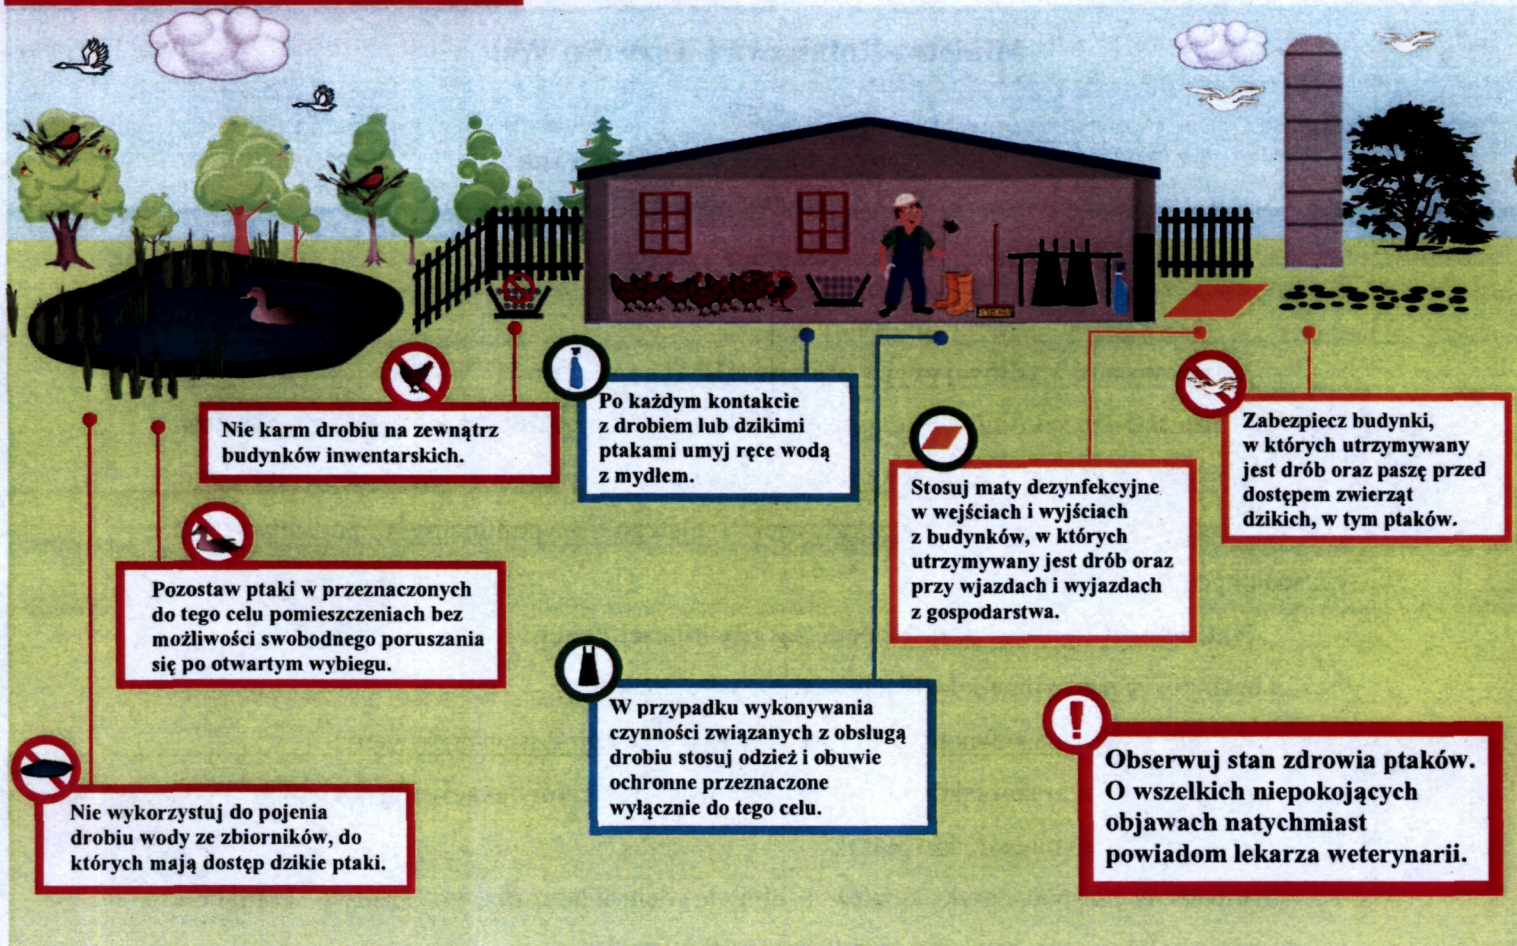 Nie karm drobiu na zewnątrz
budynków inwentarskich.
Po każdym kontakcie
z drobiem lub dzikimi
ptakami umyj ręce wodą
z mydłem.
Zabezpiecz budynki,
w których utrzymywany
jest drób oraz paszę przed
dostępem zwierząt
dzikich, w tym ptaków.
Stosuj maty dezynfekcyjne
w wejściach i wyjściach
z budynków, w których
utrzymywany jest drób oraz
przy wjazdach i wyjazdach
z gospodarstwa.
Pozostaw ptaki w przeznaczonych
do tego celu pomieszczeniach bez
możliwości swobodnego poruszania
się po otwartym wybiegu.
W przypadku wykonywania
czynności związanych z obsługą
drobiu stosuj odzież i obuwie
ochronne przeznaczone
wyłącznie do tego celu.
Nie wykorzystuj do pojenia
drobiu wody ze zbiorników, do
których mają dostęp dzikie ptaki.
Obserwuj stan zdrowia ptaków.
O wszelkich niepokojących
objawach natychmiast
powiadom lekarza weterynarii.